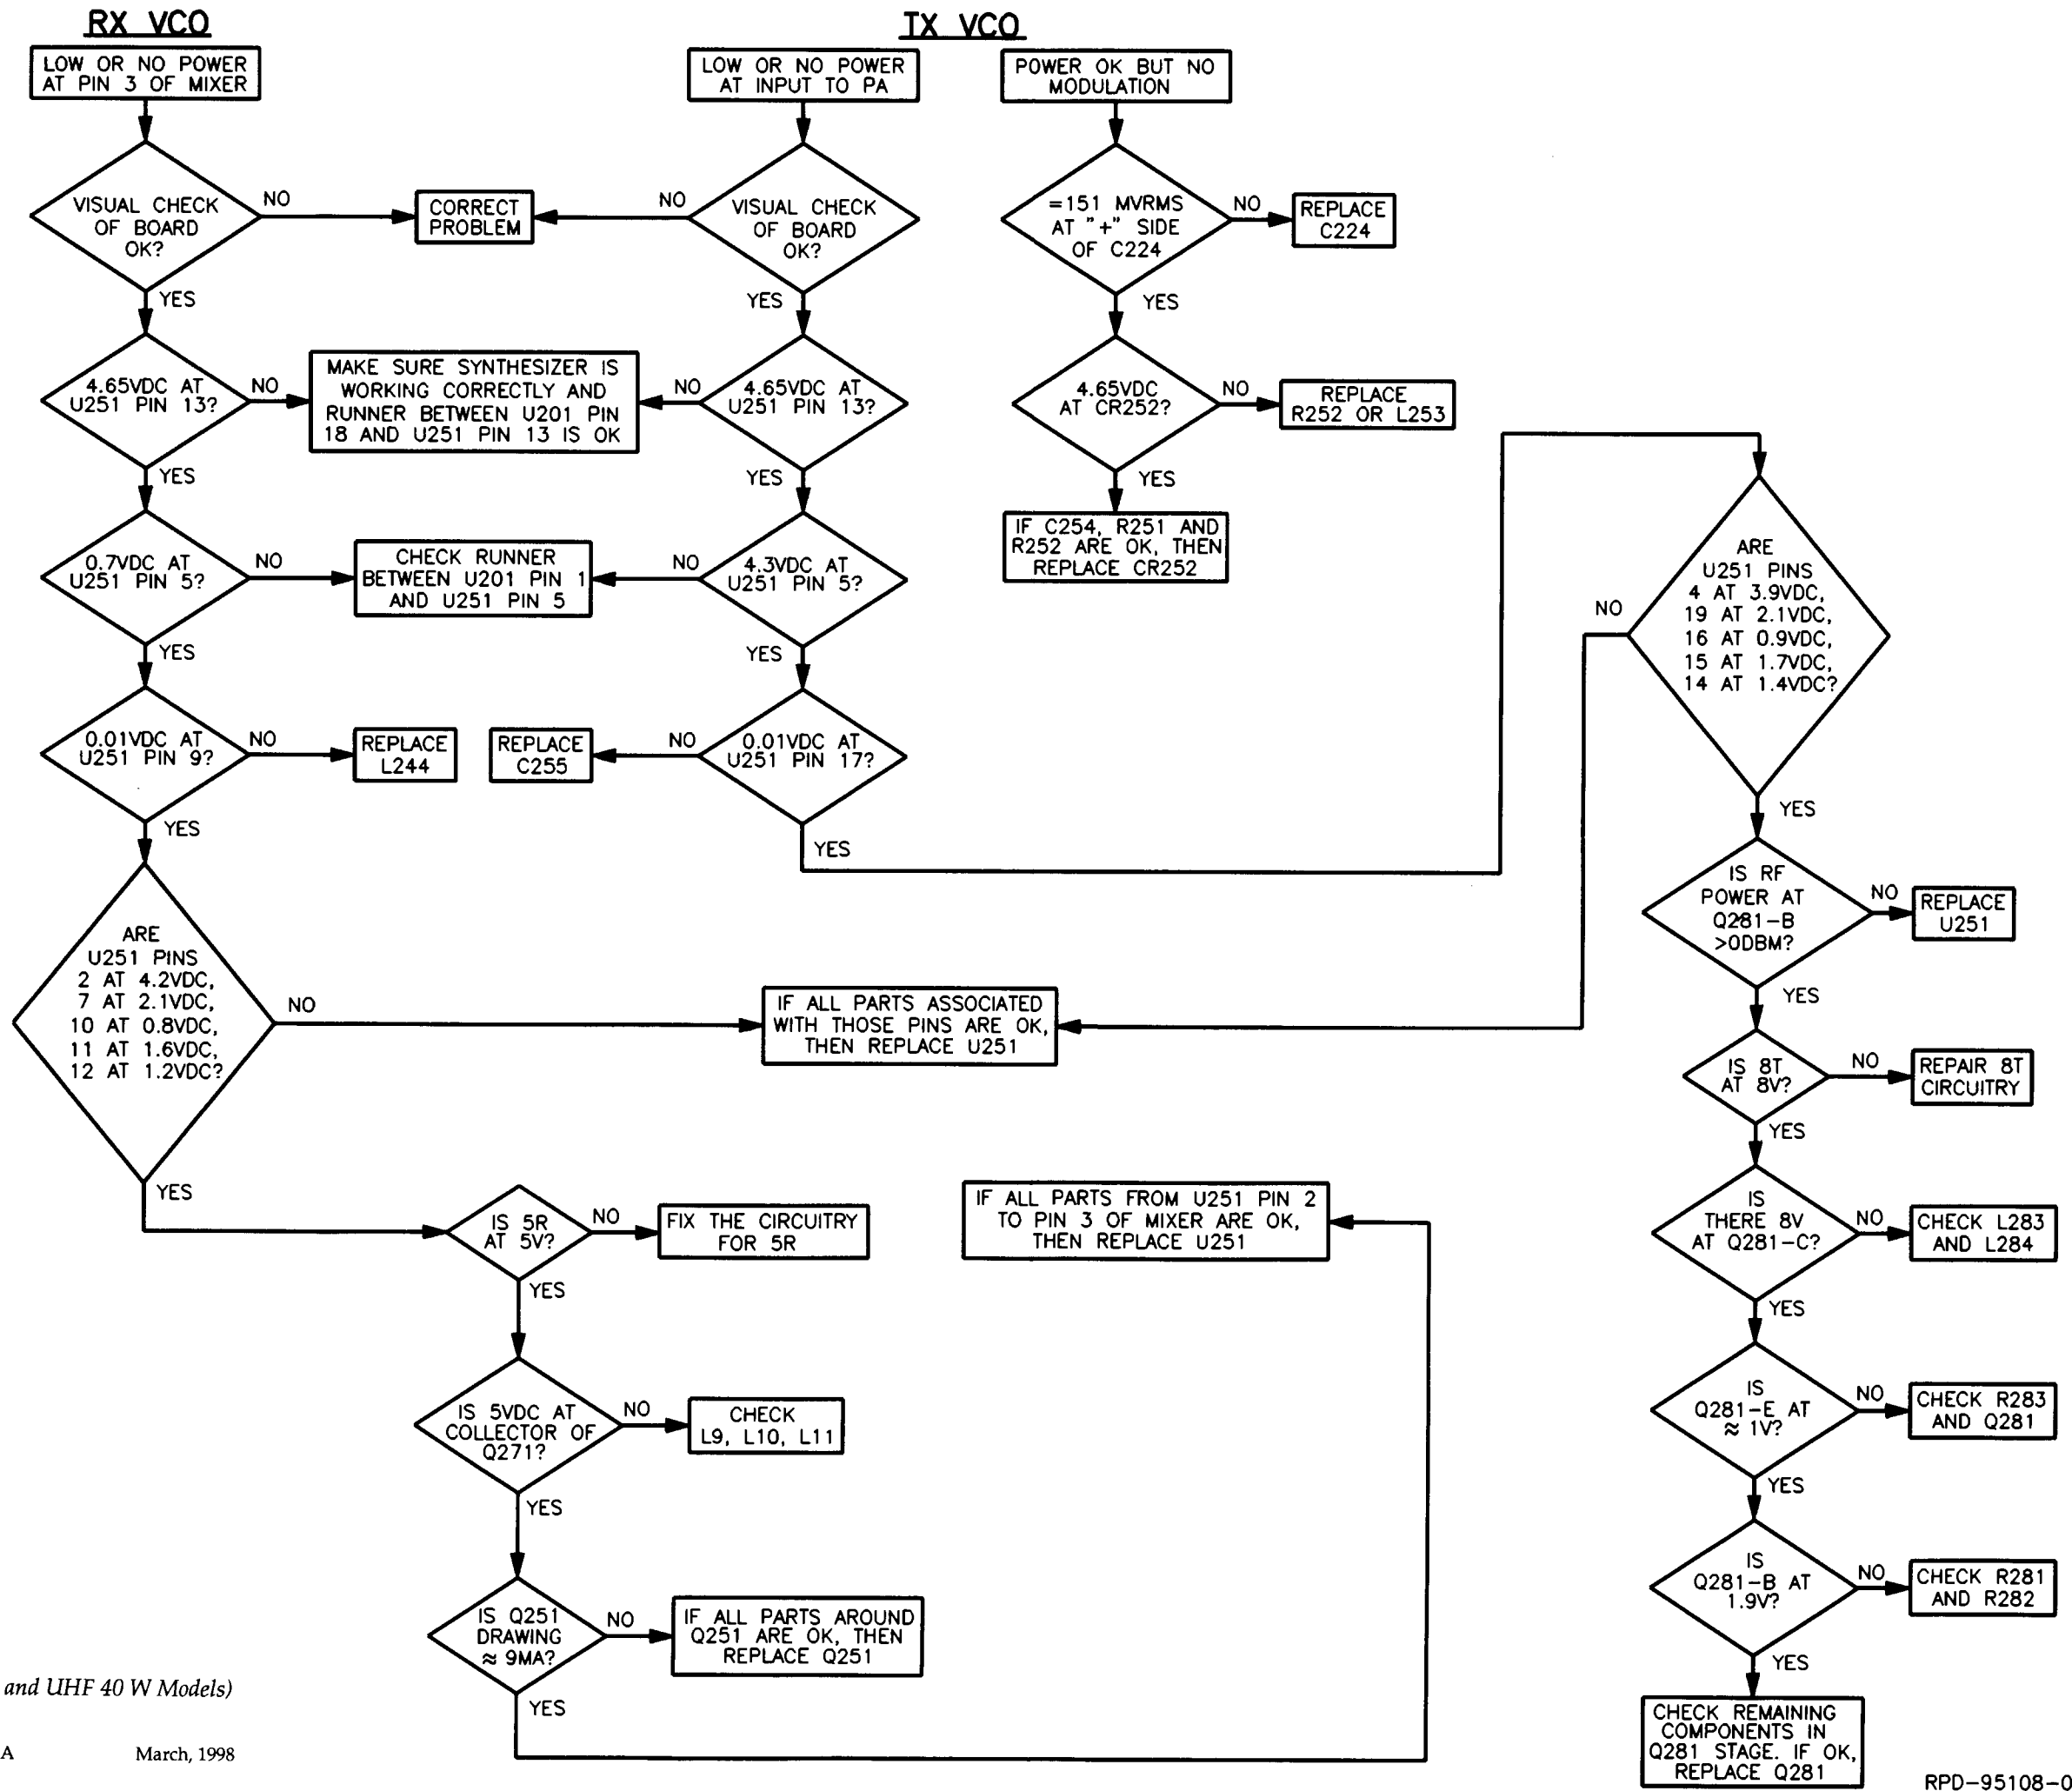 RX VCO
LOW OR NO POWER
AT PIN 3 OF MIXER
VISUAL CHECK
OF BOARD
OK?
NO
YES
CORRECT
PROBLEM
4.65VDC AT
U251 PIN 13?
NO
YES
MAKE SURE SYNTHESIZER IS
WORKING CORRECTLY AND
RUNNER BETWEEN U201 PIN
18 AND U251 PIN 13 IS OK
0.7VDC AT
U251 PIN 5?
NO
YES
CHECK RUNNER
BETWEEN U201 PIN 1
AND U251 PIN 5
0.01VDC AT
U251 PIN 9?
NO
YES
REPLACE
L244
ARE
U251 PINS
2 AT 4.2VDC,
7 AT 2.1VDC,
10 AT 0.8VDC,
11 AT 1.6VDC,
12 AT 1.2VDC?
NO
YES
IF ALL PARTS ASSOCIATED
WITH THOSE PINS ARE OK,
THEN REPLACE U251
IS 5R
AT 5V?
NO
YES
FIX THE CIRCUITRY
FOR 5R
IS 5VDC AT
COLLECTOR OF
Q271?
NO
YES
CHECK
L9, L10, L11
IS Q251
DRAWING
≈ 9MA?
NO
YES
IF ALL PARTS AROUND
Q251 ARE OK, THEN
REPLACE Q251
IF ALL PARTS FROM U251 PIN 2
TO PIN 3 OF MIXER ARE OK,
THEN REPLACE U251
TX VCO
LOW OR NO POWER
AT INPUT TO PA
VISUAL CHECK
OF BOARD
OK?
NO
YES
4.65VDC AT
U251 PIN 13?
NO
YES
4.3VDC AT
U251 PIN 5?
NO
YES
0.01VDC AT
U251 PIN 17?
NO
YES
REPLACE
C255
POWER OK BUT NO
MODULATION
=151 MVRMS
AT "+" SIDE
OF C224
NO
YES
REPLACE
C224
4.65VDC
AT CR252?
NO
YES
REPLACE
R252 OR L253
IF C254, R251 AND
R252 ARE OK, THEN
REPLACE CR252
ARE
U251 PINS
4 AT 3.9VDC,
19 AT 2.1VDC,
16 AT 0.9VDC,
15 AT 1.7VDC,
14 AT 1.4VDC?
NO
YES
IS RF
POWER AT
Q281-B
>0DBM?
NO
YES
REPLACE
U251
IS 8T
AT 8V?
NO
YES
REPAIR 8T
CIRCUITRY
IS
THERE 8V
AT Q281-C?
NO
YES
CHECK L283
AND L284
IS
Q281-E AT
≈ 1V?
NO
YES
CHECK R283
AND Q281
IS
Q281-B AT
1.9V?
NO
YES
CHECK R281
AND R282
CHECK REMAINING
COMPONENTS IN
Q281 STAGE. IF OK,
REPLACE Q281
and UHF 40 W Models)
A March, 1998
RPD-95108-0